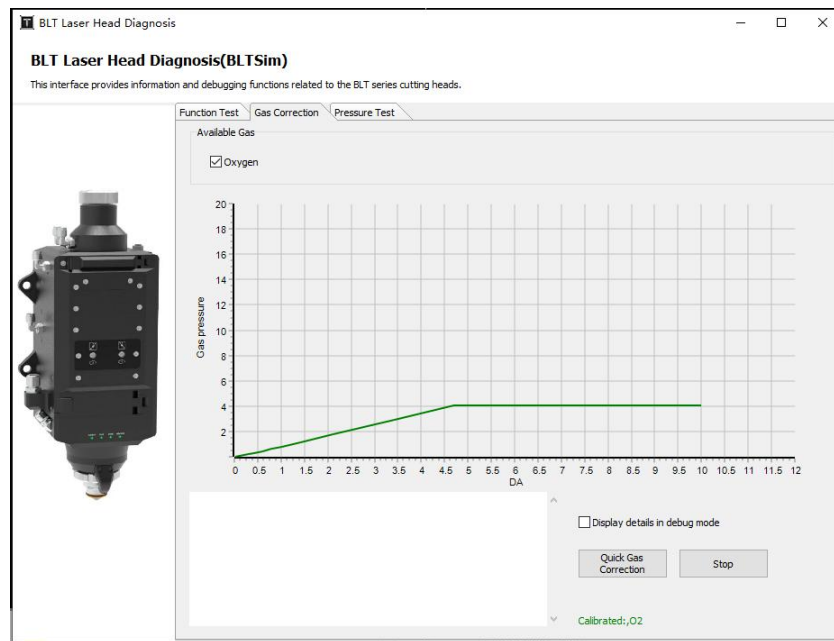 BLT Laser Head Diagnosis
BLT Laser Head Diagnosis(BLTSim)
This interface provides information and debugging functions related to the BLT series cutting heads.
Function Test Gas Correction Pressure Test
Available Gas
Oxygen
20
18
16
14
12
10
8
6
4
2
Gas pressure
0 0.5 1 1.5 2 2.5 3 3.5 4 4.5 5 5.5 6 6.5 7 7.5 8 8.5 9 9.5 10 10.5 11 11.5 12
DA
Display details in debug mode
Quick Gas
Correction
Stop
Calibrated:,O2